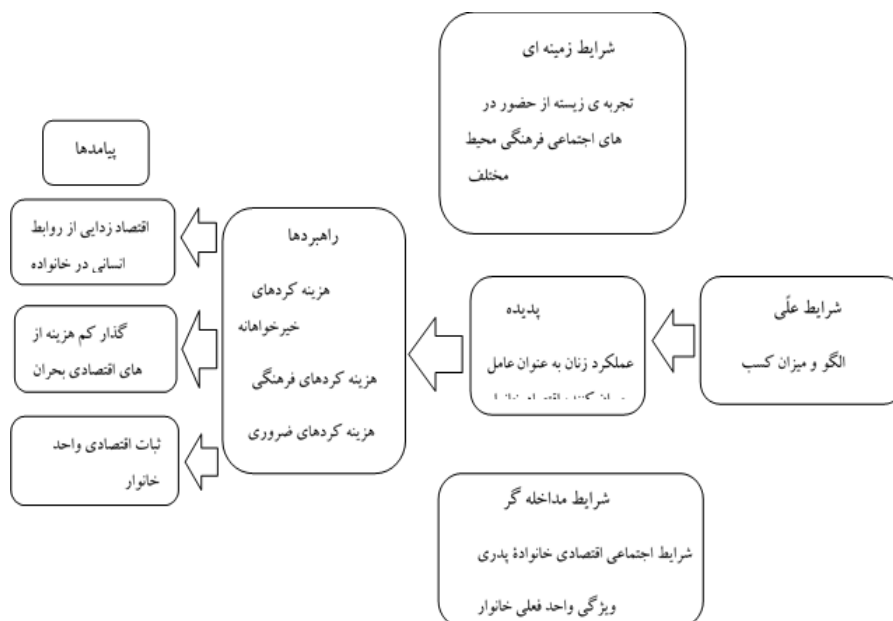 شرایط زمینه ای
تجربه ی زیسته از حضور در
های اجتماعی فرهنگی محیط
مختلف
شرایط علّی
الگو و میزان کسب
پدیده
عملکرد زنان به عنوان عامل
شرایط مداخله گر
شرایط اجتماعی اقتصادی خانوادۀ پدری
ویژگی واحد فعلی خانوار
راهبردها
هزینه کردهای
خیرخواهانه
هزینه کردهای فرهنگی
هزینه کردهای ضروری
پیامدها
اقتصاد زدایی از روابط
انسانی در خانواده
گذار کم هزینه از
های اقتصادی بحران
ثبات اقتصادی واحد
خانوار